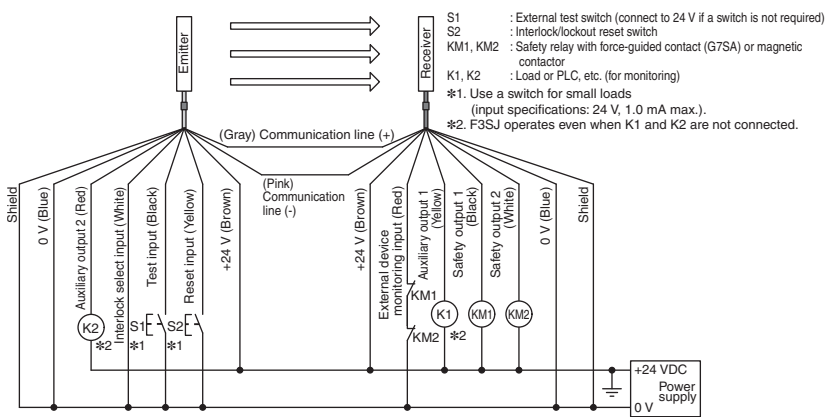 S1 : External test switch (connect to 24 V if a switch is not required)
S2 : Interlock/lockout reset switch
KM1, KM2 : Safety relay with force-guided contact (G7SA) or magnetic
contactor
K1, K2 : Load or PLC, etc. (for monitoring)
✻1. Use a switch for small loads
(input specifications: 24 V, 1.0 mA max.).
✻2. F3SJ operates even when K1 and K2 are not connected.
Emitter
Receiver
(Gray) Communication line (+)
(Pink)
Communication
line (-)
Shield
0 V (Blue)
Auxiliary output 2 (Red)
Interlock select input (White)
Test input (Black)
Reset input (Yellow)
+24 V (Brown)
+24 V (Brown)
External device
monitoring input (Red)
Auxiliary output 1
(Yellow)
Safety output 1
(Black)
Safety output 2
(White)
0 V (Blue)
Shield
KM1
K2
✻2
S1
✻1
S2
✻1
KM2
K1
✻2
KM1
KM2
+24 VDC
Power
supply
0 V